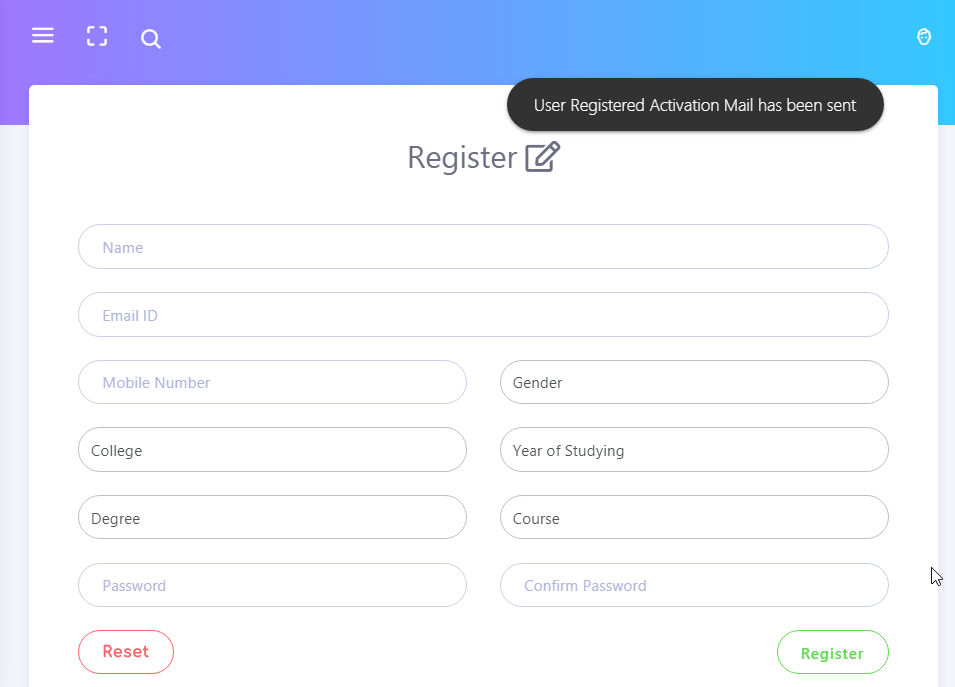 User Registered Activation Mail has been sent
Register
Name
Email ID
Mobile Number
Gender
College
Year of Studying
Degree
Course
Password
Confirm Password
Reset
Register